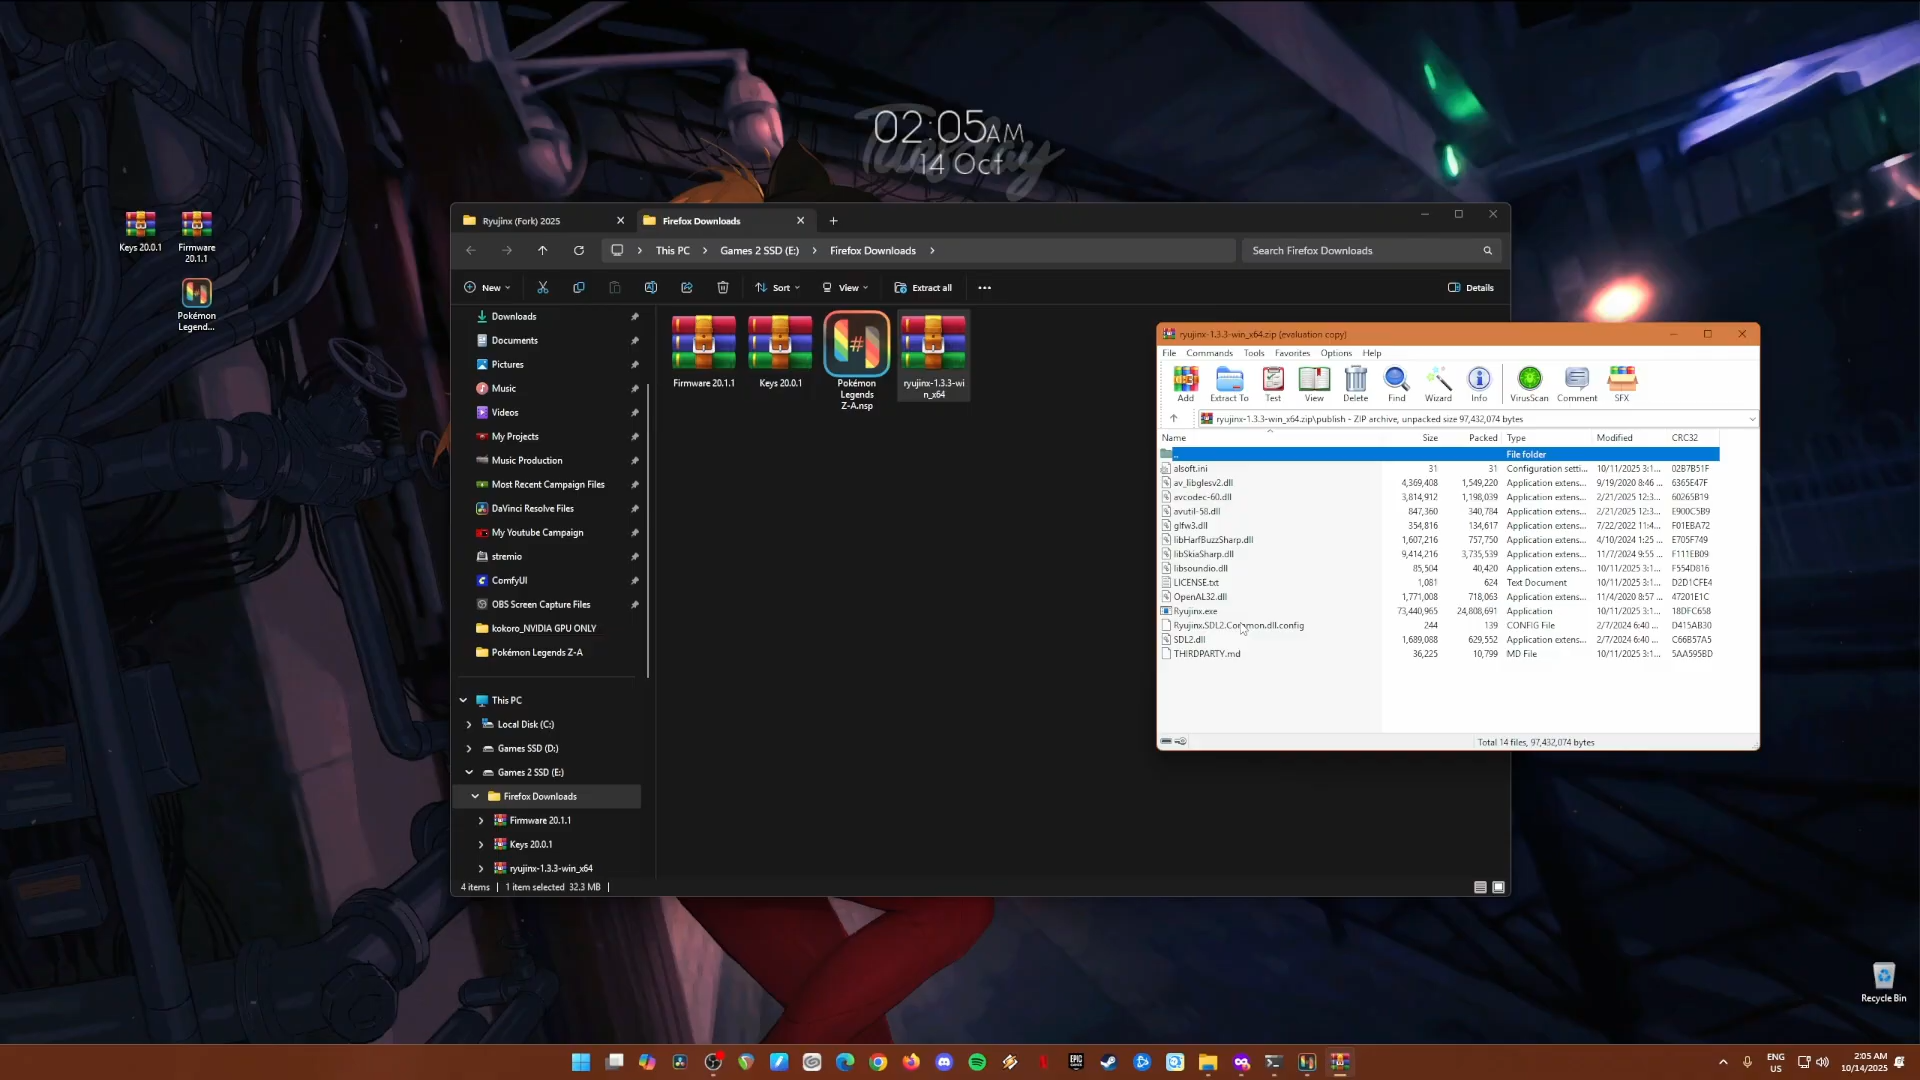 02:05AM
Tuesday
14 Oct
Keys 20.0.1
Firmware
20.1.1
Pokémon
Legend...
Ryujinx (Fork) 2025
Firefox Downloads
This PC
Games 2 SSD (E:)
Firefox Downloads
Search Firefox Downloads
New
Sort
View
Extract all
Details
Downloads
Documents
Pictures
Music
Videos
My Projects
Music Production
Most Recent Campaign Files
DaVinci Resolve Files
My Youtube Campaign
stremio
ComfyUI
OBS Screen Capture Files
kokoro_NVIDIA GPU ONLY
Pokémon Legends Z-A
This PC
Local Disk (C:)
Games SSD (D:)
Games 2 SSD (E:)
Firefox Downloads
Firmware 20.1.1
Keys 20.0.1
ryujinx-1.3.3-win_x64
4 items
1 item selected 32.3 MB
Firmware 20.1.1
Keys 20.0.1
Pokémon
Legends
Z-A.nsp
ryujinx-1.3.3-wi
n_x64
ryujinx-1.3.3-win_x64.zip (evaluation copy)
File Commands Tools Favorites Options Help
Add Extract To Test View Delete Find Wizard Info VirusScan Comment SFX
ryujinx-1.3.3-win_x64.zip\publish - ZIP archive, unpacked size 97,432,074 bytes
Name Size Packed Type Modified CRC32
.. File folder
alsoft.ini 31 31 Configuration setti... 10/11/2025 3:1... 02B7B51F
av_libglesv2.dll 4,369,408 1,549,220 Application extens... 9/19/2020 8:46 ... 6365E47F
avcodec-60.dll 3,814,912 1,198,039 Application extens... 2/21/2025 12:3... 60265B19
avutil-58.dll 847,360 340,784 Application extens... 2/21/2025 12:3... E900C5B9
glfw3.dll 354,816 134,617 Application extens... 7/22/2022 11:4... F01EBA72
libHarfBuzzSharp.dll 1,607,216 757,750 Application extens... 4/10/2024 1:25 ... E705F749
libSkiaSharp.dll 9,414,216 3,735,539 Application extens... 11/7/2024 9:55 ... F111EB09
libsoundio.dll 85,504 40,420 Application extens... 10/11/2025 3:1... F554D816
LICENSE.txt 1,081 624 Text Document 10/11/2025 3:1... D2D1CFE4
OpenAL32.dll 1,771,008 718,063 Application extens... 11/4/2020 8:57 ... 47201E1C
Ryujinx.exe 73,440,965 24,808,691 Application 10/11/2025 3:1... 18DFC658
Ryujinx.SDL2.Common.dll.config 244 139 CONFIG File 2/7/2024 6:40 ... D415AB30
SDL2.dll 1,689,088 629,552 Application extens... 2/7/2024 6:40 ... C66B57A5
THIRDPARTY.md 36,225 10,799 MD File 10/11/2025 3:1... 5AA595BD
Total 14 files, 97,432,074 bytes
Recycle Bin
EPIC
ENG
US
2:05 AM
10/14/2025